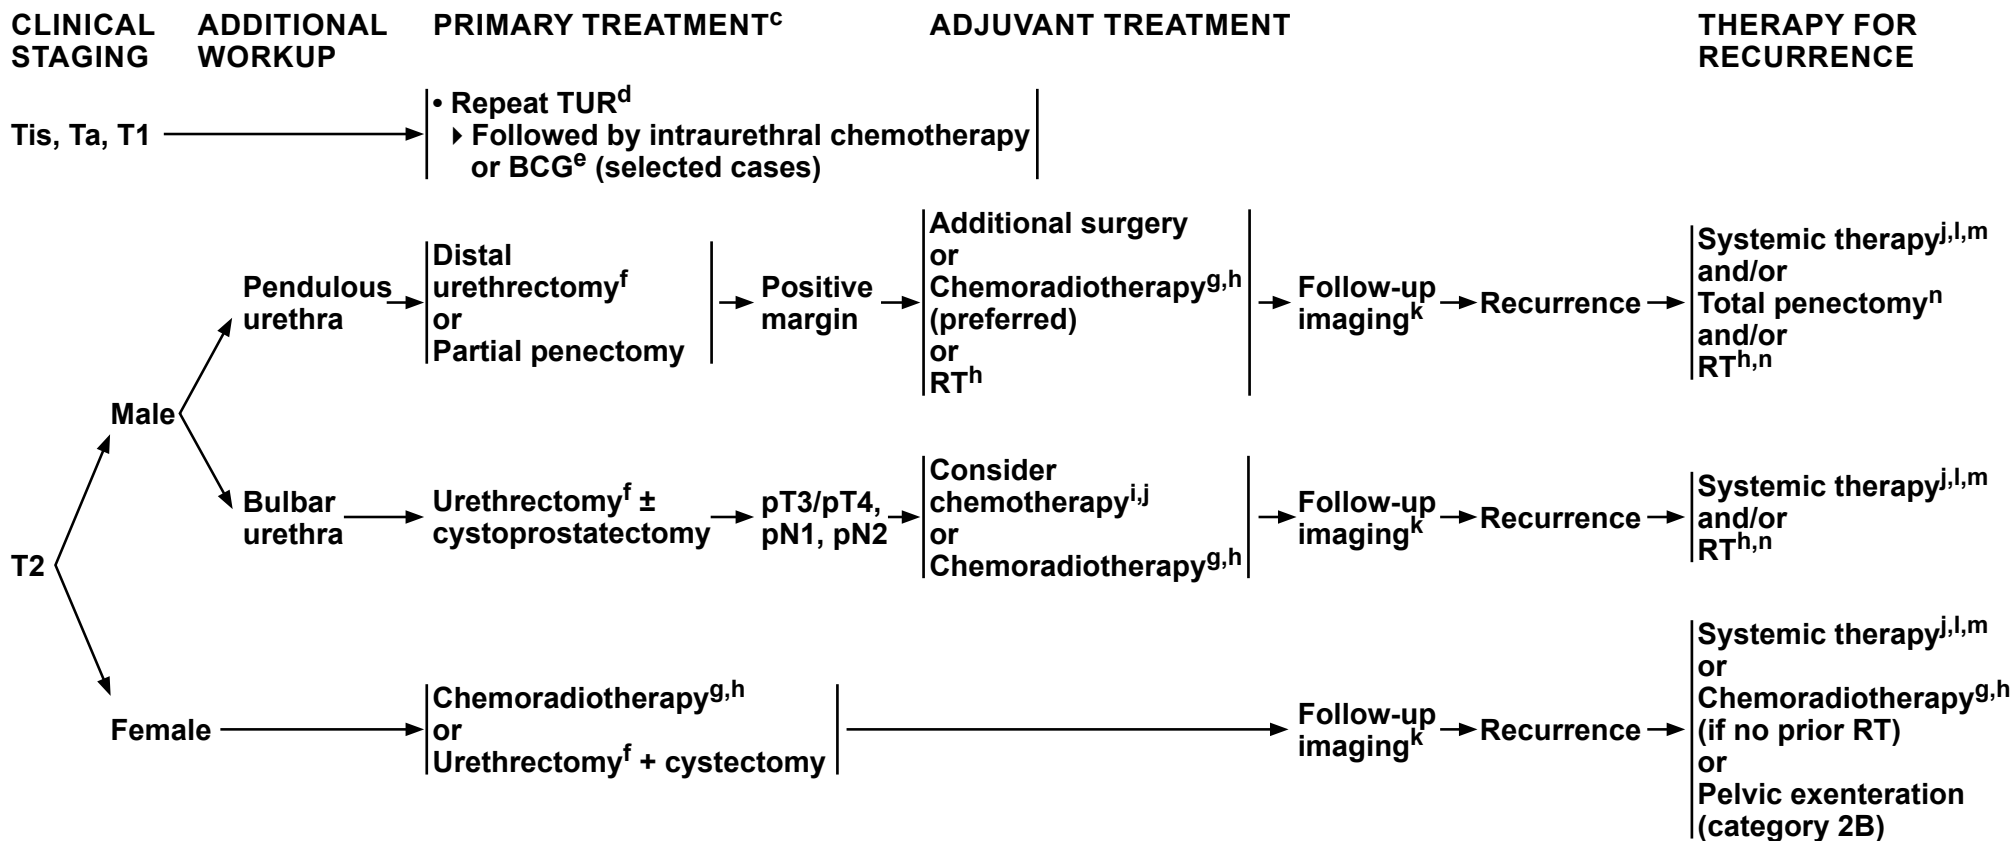 CLINICAL STAGING
ADDITIONAL WORKUP
PRIMARY TREATMENTc
ADJUVANT TREATMENT
THERAPY FOR RECURRENCE
Tis, Ta, T1
• Repeat TURd
Followed by intraurethral chemotherapy
or BCGe (selected cases)
T2
Male
Pendulous
urethra
Distal
urethrectomyf
or
Partial penectomy
Positive
margin
Additional surgery
or
Chemoradiotherapyg,h
(preferred)
or
RTh
Follow-up
imagingk
Recurrence
Systemic therapyj,l,m
and/or
Total penectomyn
and/or
RTh,n
Bulbar
urethra
Urethrectomyf ±
cystoprostatectomy
pT3/pT4,
pN1, pN2
Consider
chemotherapyi,j
or
Chemoradiotherapyg,h
Follow-up
imagingk
Recurrence
Systemic therapyj,l,m
and/or
RTh,n
Female
Chemoradiotherapyg,h
or
Urethrectomyf + cystectomy
Follow-up
imagingk
Recurrence
Systemic therapyj,l,m
or
Chemoradiotherapyg,h
(if no prior RT)
or
Pelvic exenteration
(category 2B)